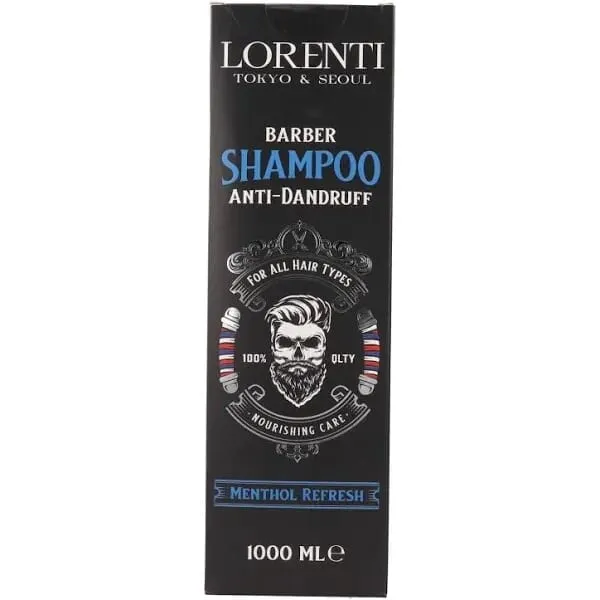 LORENTI
TOKYO & SEOUL
BARBER
SHAMPOO
ANTI-DANDRUFF
FOR ALL HAIR TYPES
100% QLTY
NOURISHING CARE
MENTHOL REFRESH
1000 ML℮